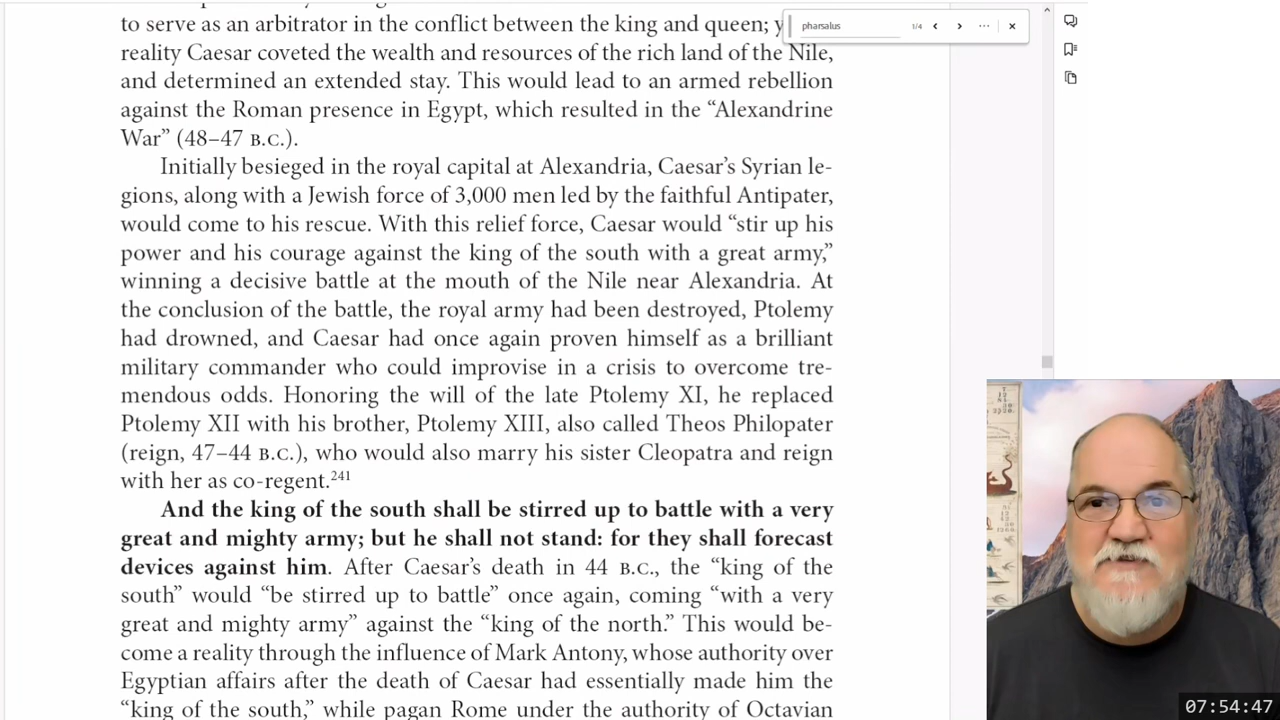 to serve as an arbitrator in the conflict between the king and queen;
pharsalus
1/4
reality Caesar coveted the wealth and resources of the rich land of the Nile,
and determined an extended stay. This would lead to an armed rebellion
against the Roman presence in Egypt, which resulted in the “Alexandrine
War” (48–47 B.C.).
Initially besieged in the royal capital at Alexandria, Caesar’s Syrian le-
gions, along with a Jewish force of 3,000 men led by the faithful Antipater,
would come to his rescue. With this relief force, Caesar would “stir up his
power and his courage against the king of the south with a great army,”
winning a decisive battle at the mouth of the Nile near Alexandria. At
the conclusion of the battle, the royal army had been destroyed, Ptolemy
had drowned, and Caesar had once again proven himself as a brilliant
military commander who could improvise in a crisis to overcome tre-
mendous odds. Honoring the will of the late Ptolemy XI, he replaced
Ptolemy XII with his brother, Ptolemy XIII, also called Theos Philopater
(reign, 47–44 B.C.), who would also marry his sister Cleopatra and reign
with her as co-regent.241
And the king of the south shall be stirred up to battle with a very
great and mighty army; but he shall not stand: for they shall forecast
devices against him. After Caesar’s death in 44 B.C., the “king of the
south” would “be stirred up to battle” once again, coming “with a very
great and mighty army” against the “king of the north.” This would be-
come a reality through the influence of Mark Antony, whose authority over
Egyptian affairs after the death of Caesar had essentially made him the
“king of the south,” while pagan Rome under the authority of Octavian
07:54:47